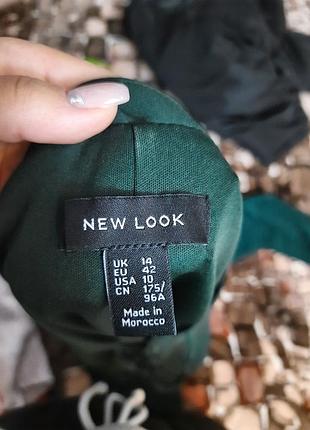 NEW LOOK
UK 14
EU 42
USA 10
CN 175/
96A
Made in
Morocco